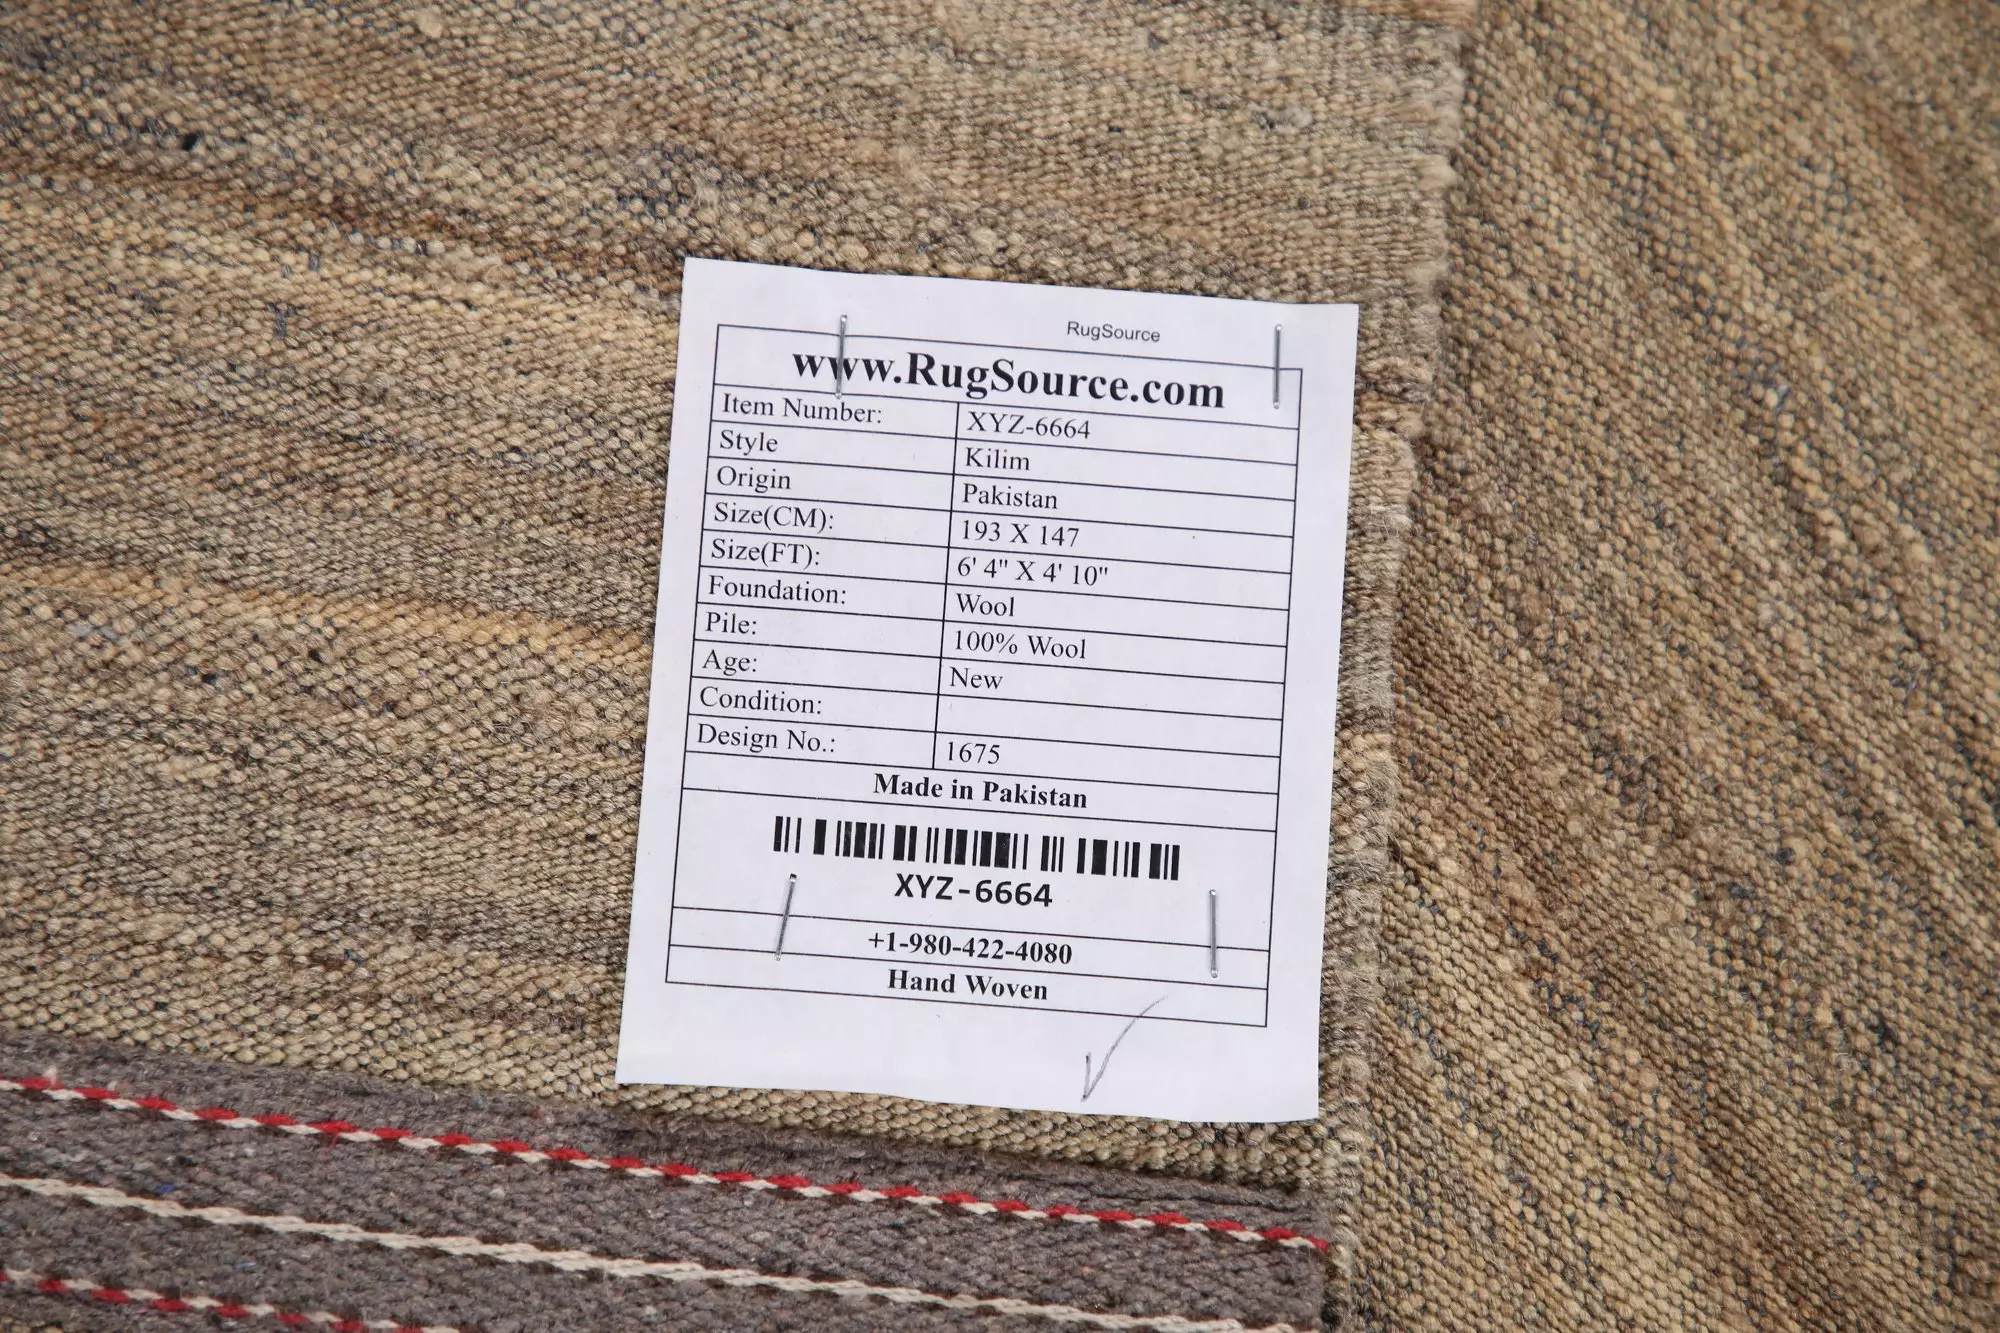 RugSource
www.RugSource.com
Item Number: XYZ-6664
Style Kilim
Origin Pakistan
Size(CM): 193 X 147
Size(FT): 6' 4" X 4' 10"
Foundation: Wool
Pile: 100% Wool
Age: New
Condition:
Design No.: 1675
Made in Pakistan
XYZ-6664
+1-980-422-4080
Hand Woven